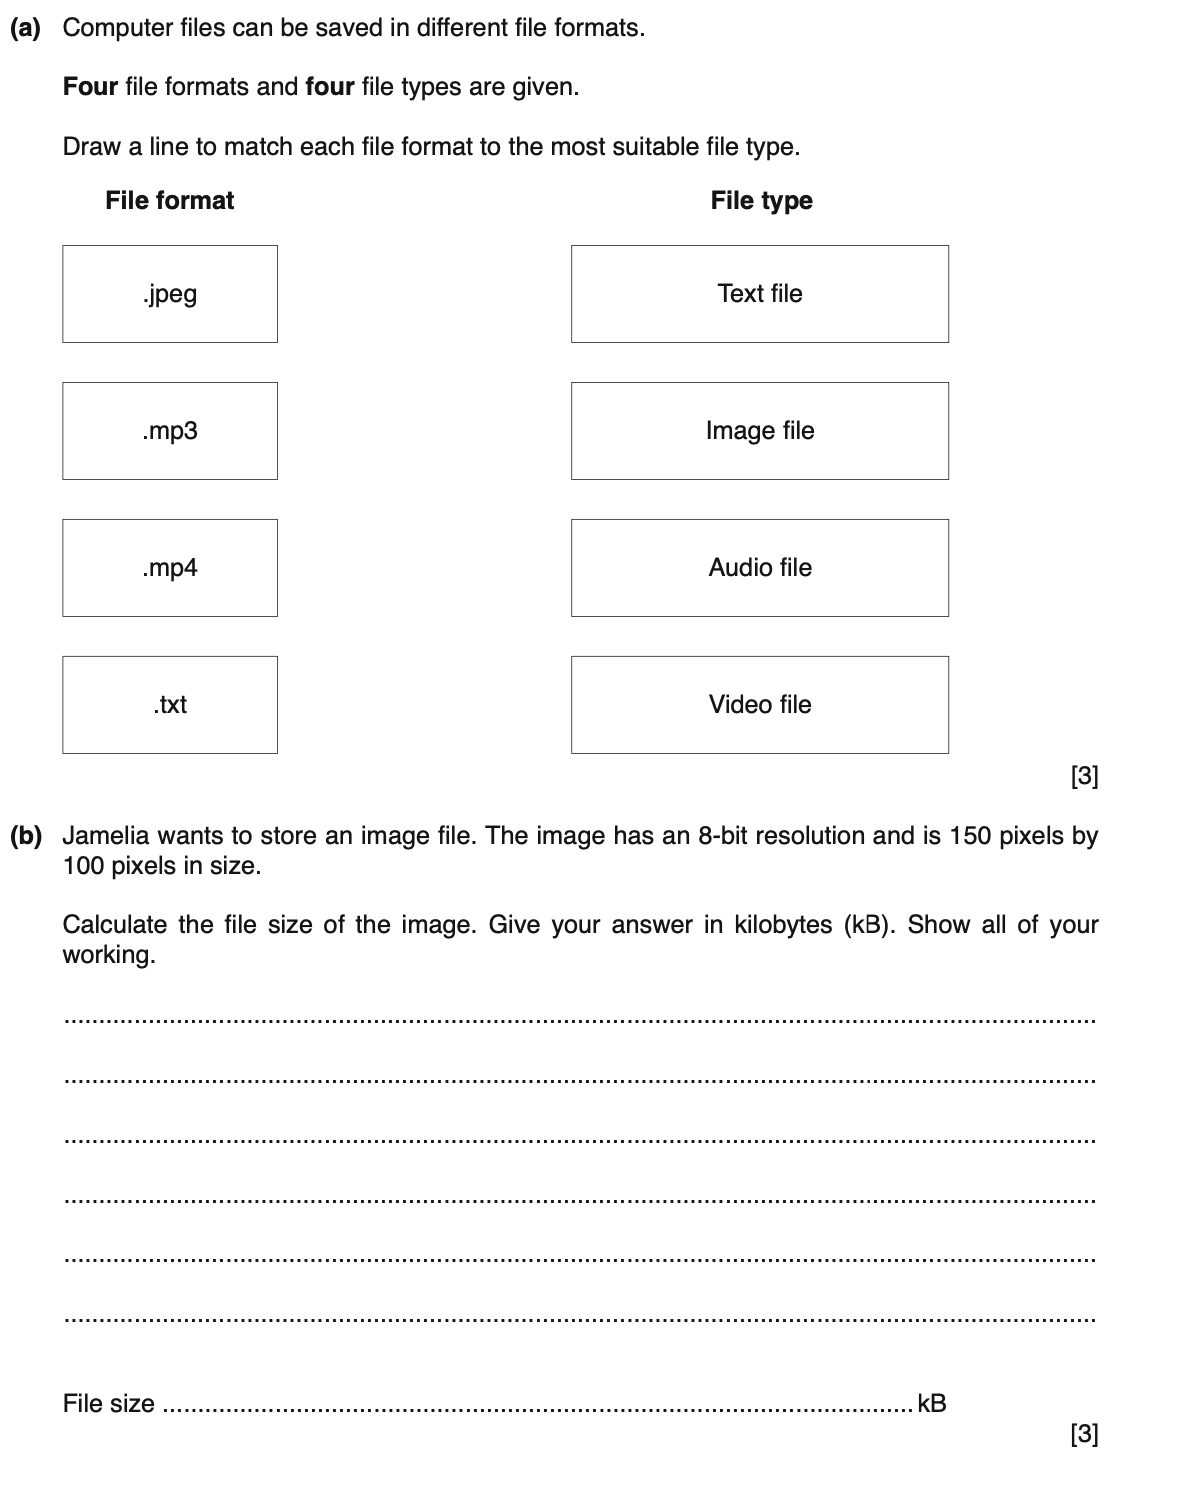 (a) Computer files can be saved in different file formats.
Four file formats and four file types are given.
Draw a line to match each file format to the most suitable file type.
File format File type
.jpeg Text file
.mp3 Image file
.mp4 Audio file
.txt Video file
[3]
(b) Jamelia wants to store an image file. The image has an 8-bit resolution and is 150 pixels by
100 pixels in size.
Calculate the file size of the image. Give your answer in kilobytes (kB). Show all of your
working.
File size .......................................................................................................... kB
[3]